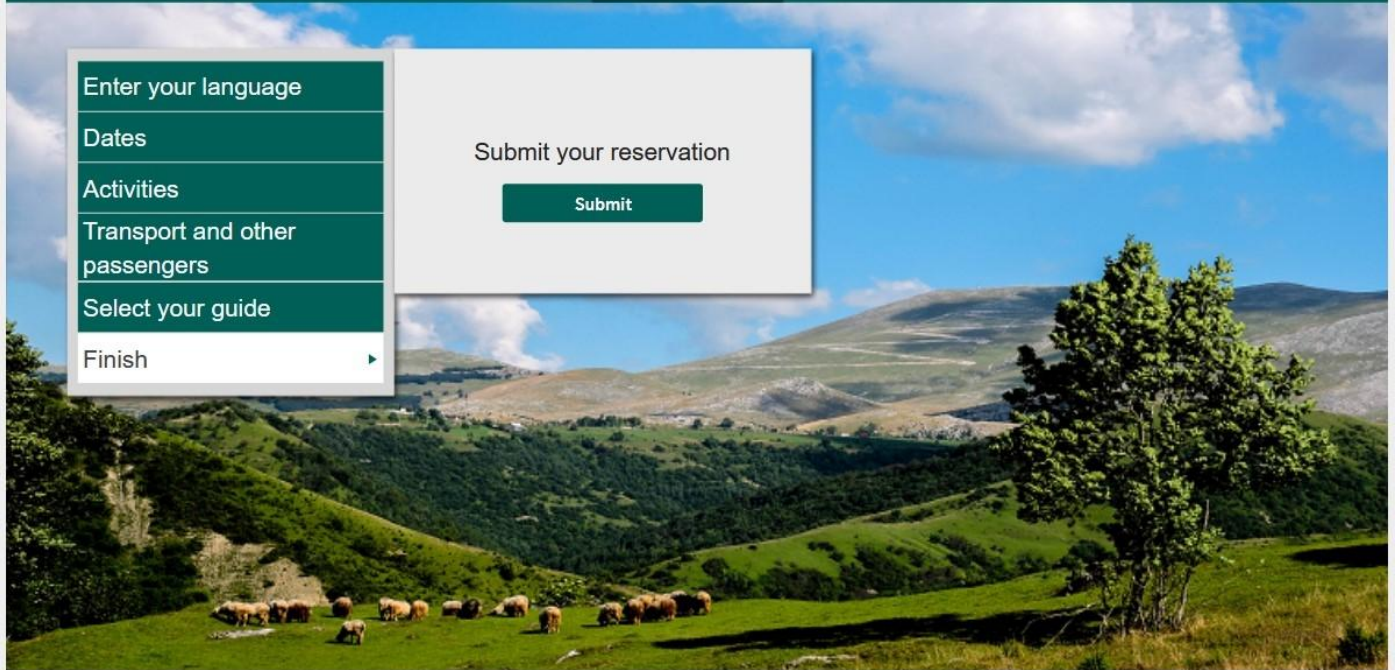 Enter your language
Dates
Activities
Transport and other
passengers
Select your guide
Finish
Submit your reservation
Submit